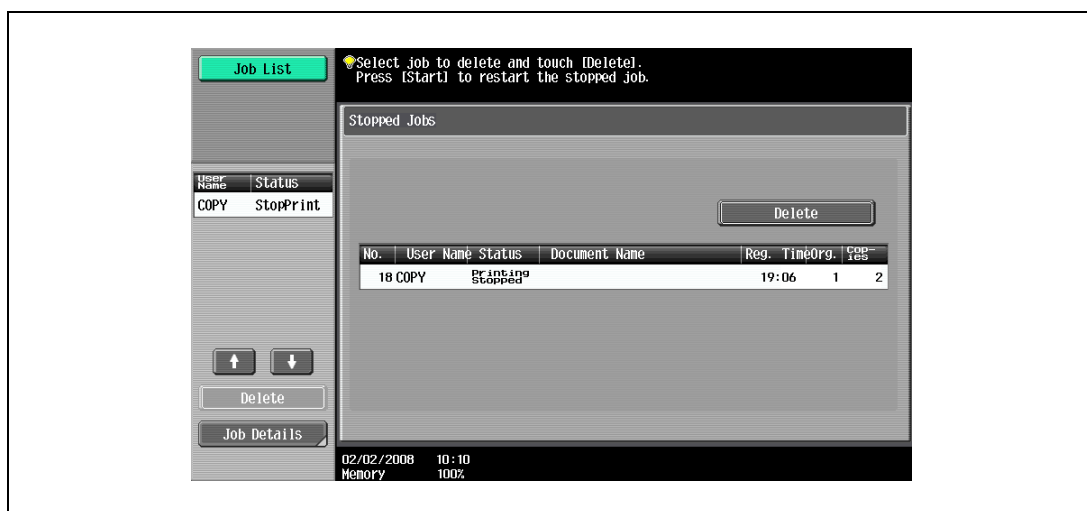 Job List
Select job to delete and touch [Delete].
Press [Start] to restart the stopped job.
Stopped Jobs
User Name Status
COPY StopPrint
Delete
No. User Name Status Document Name Reg. Time Org. Cop-ies
18 COPY Printing Stopped 19:06 1 2
Delete
Job Details
02/02/2008 10:10
Memory 100%